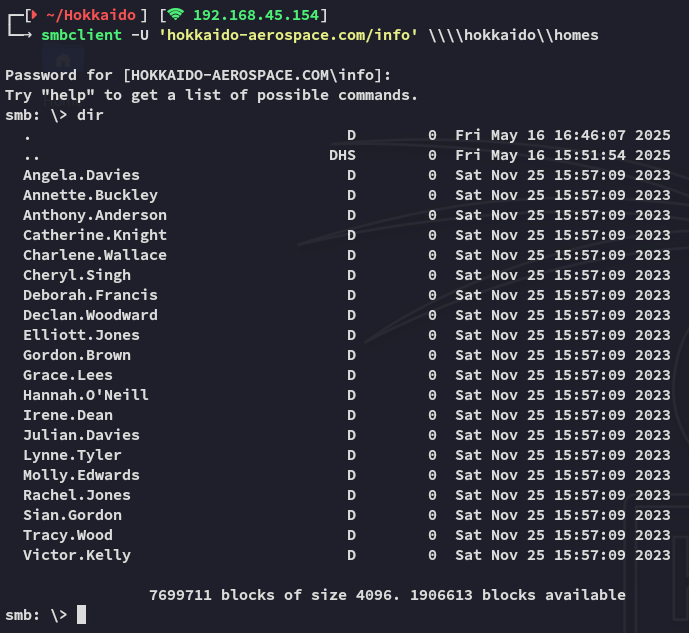 ┌─[ ~/Hokkaido ] [ 192.168.45.154]
└─→ smbclient -U 'hokkaido-aerospace.com/info' \\\\hokkaido\\homes
Password for [HOKKAIDO-AEROSPACE.COM\info]:
Try "help" to get a list of possible commands.
smb: \> dir
. D 0 Fri May 16 16:46:07 2025
.. DHS 0 Fri May 16 15:51:54 2025
Angela.Davies D 0 Sat Nov 25 15:57:09 2023
Annette.Buckley D 0 Sat Nov 25 15:57:09 2023
Anthony.Anderson D 0 Sat Nov 25 15:57:09 2023
Catherine.Knight D 0 Sat Nov 25 15:57:09 2023
Charlene.Wallace D 0 Sat Nov 25 15:57:09 2023
Cheryl.Singh D 0 Sat Nov 25 15:57:09 2023
Deborah.Francis D 0 Sat Nov 25 15:57:09 2023
Declan.Woodward D 0 Sat Nov 25 15:57:09 2023
Elliott.Jones D 0 Sat Nov 25 15:57:09 2023
Gordon.Brown D 0 Sat Nov 25 15:57:09 2023
Grace.Lees D 0 Sat Nov 25 15:57:09 2023
Hannah.O'Neill D 0 Sat Nov 25 15:57:09 2023
Irene.Dean D 0 Sat Nov 25 15:57:09 2023
Julian.Davies D 0 Sat Nov 25 15:57:09 2023
Lynne.Tyler D 0 Sat Nov 25 15:57:09 2023
Molly.Edwards D 0 Sat Nov 25 15:57:09 2023
Rachel.Jones D 0 Sat Nov 25 15:57:09 2023
Sian.Gordon D 0 Sat Nov 25 15:57:09 2023
Tracy.Wood D 0 Sat Nov 25 15:57:09 2023
Victor.Kelly D 0 Sat Nov 25 15:57:09 2023
7699711 blocks of size 4096. 1906613 blocks available
smb: \>